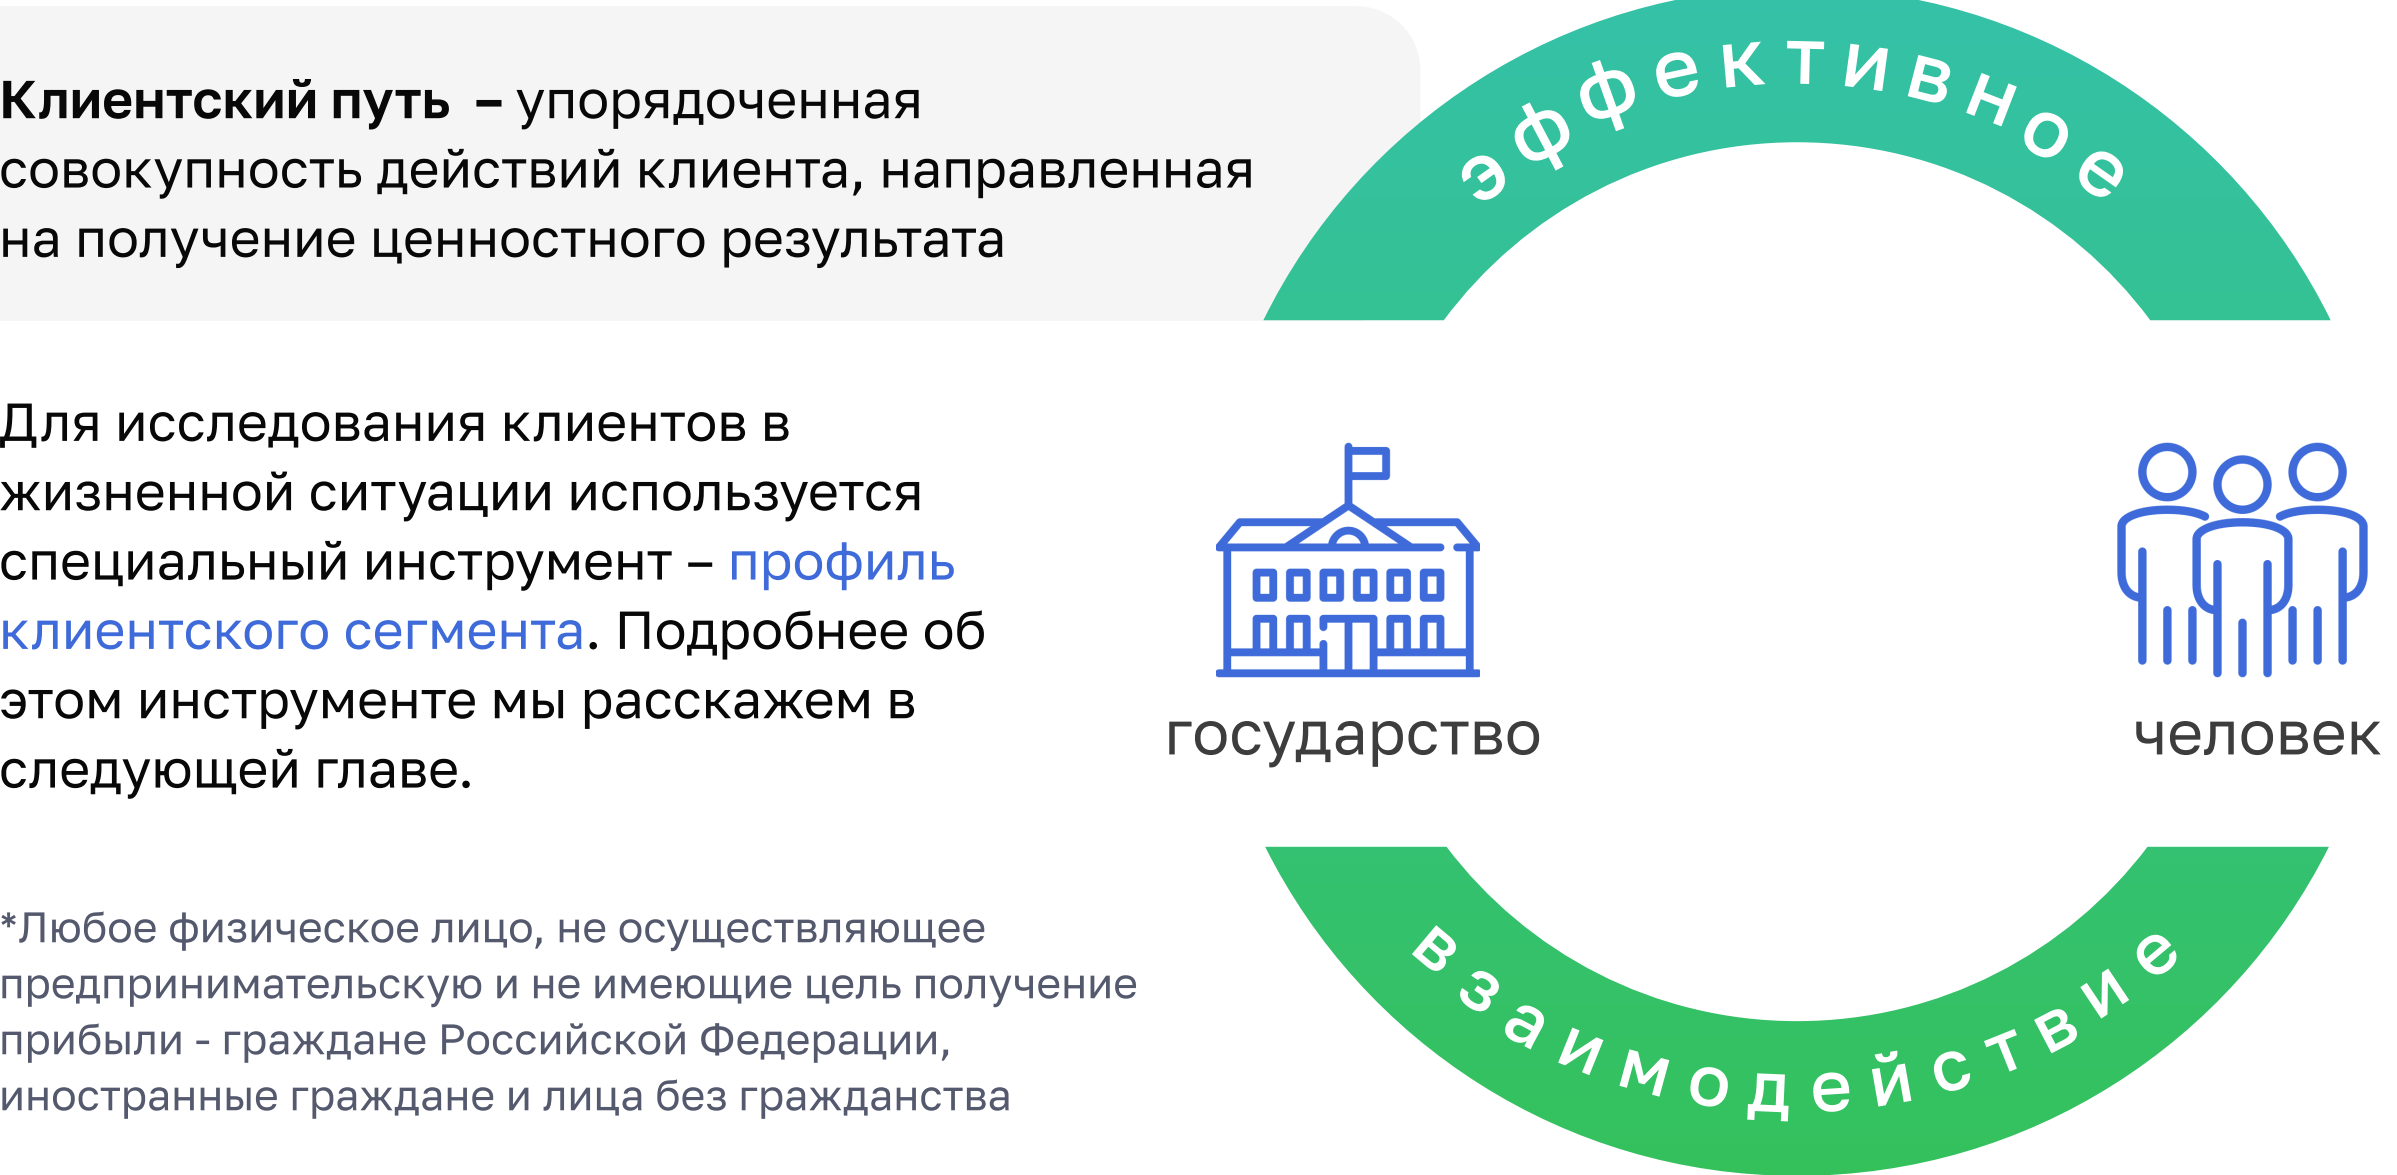 Клиентский путь – упорядоченная
совокупность действий клиента, направленная
на получение ценностного результата
Для исследования клиентов в
жизненной ситуации используется
специальный инструмент – профиль
клиентского сегмента. Подробнее об
этом инструменте мы расскажем в
следующей главе.
*Любое физическое лицо, не осуществляющее
предпринимательскую и не имеющие цель получение
прибыли - граждане Российской Федерации,
иностранные граждане и лица без гражданства
эффективное
государство
человек
взаимодействие